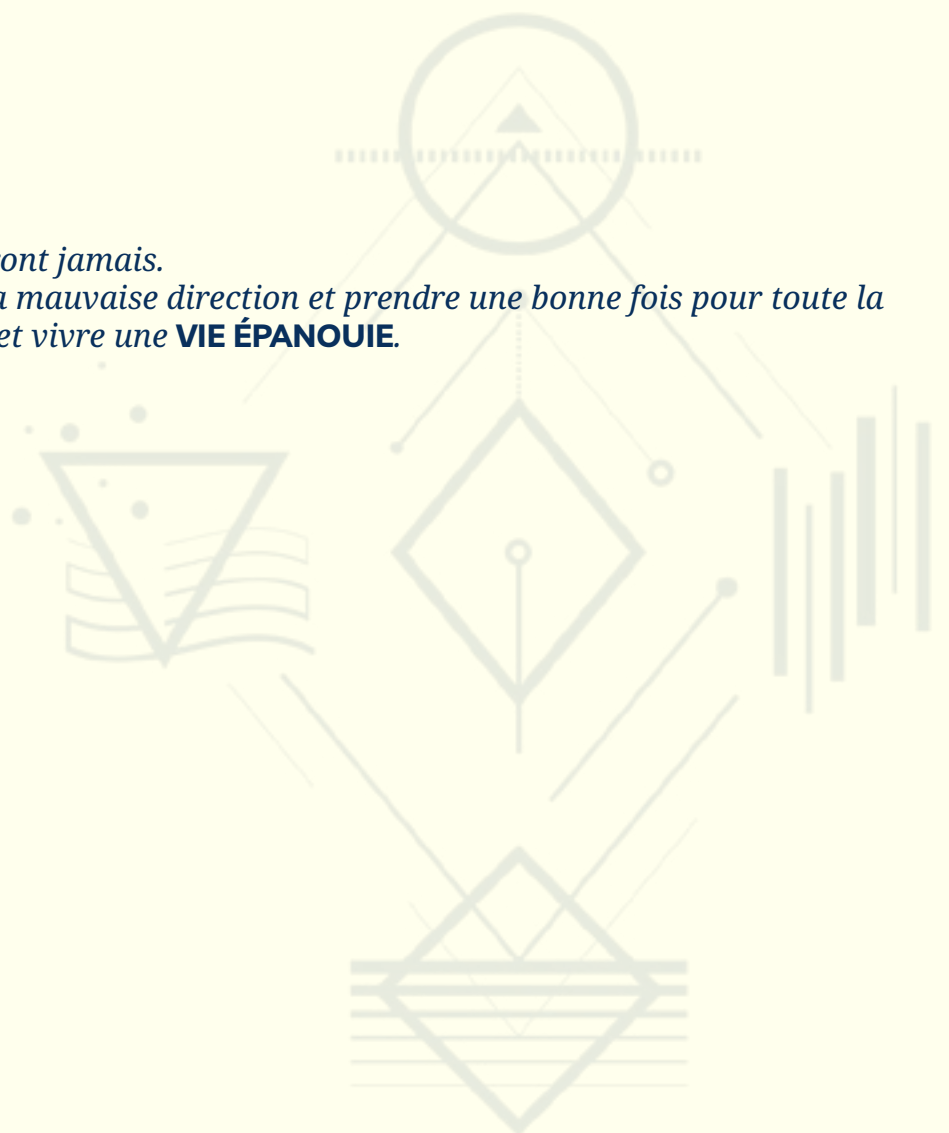 ont jamais.
mauvaise direction et prendre une bonne fois pour toute la
et vivre une VIE ÉPANOUIE.